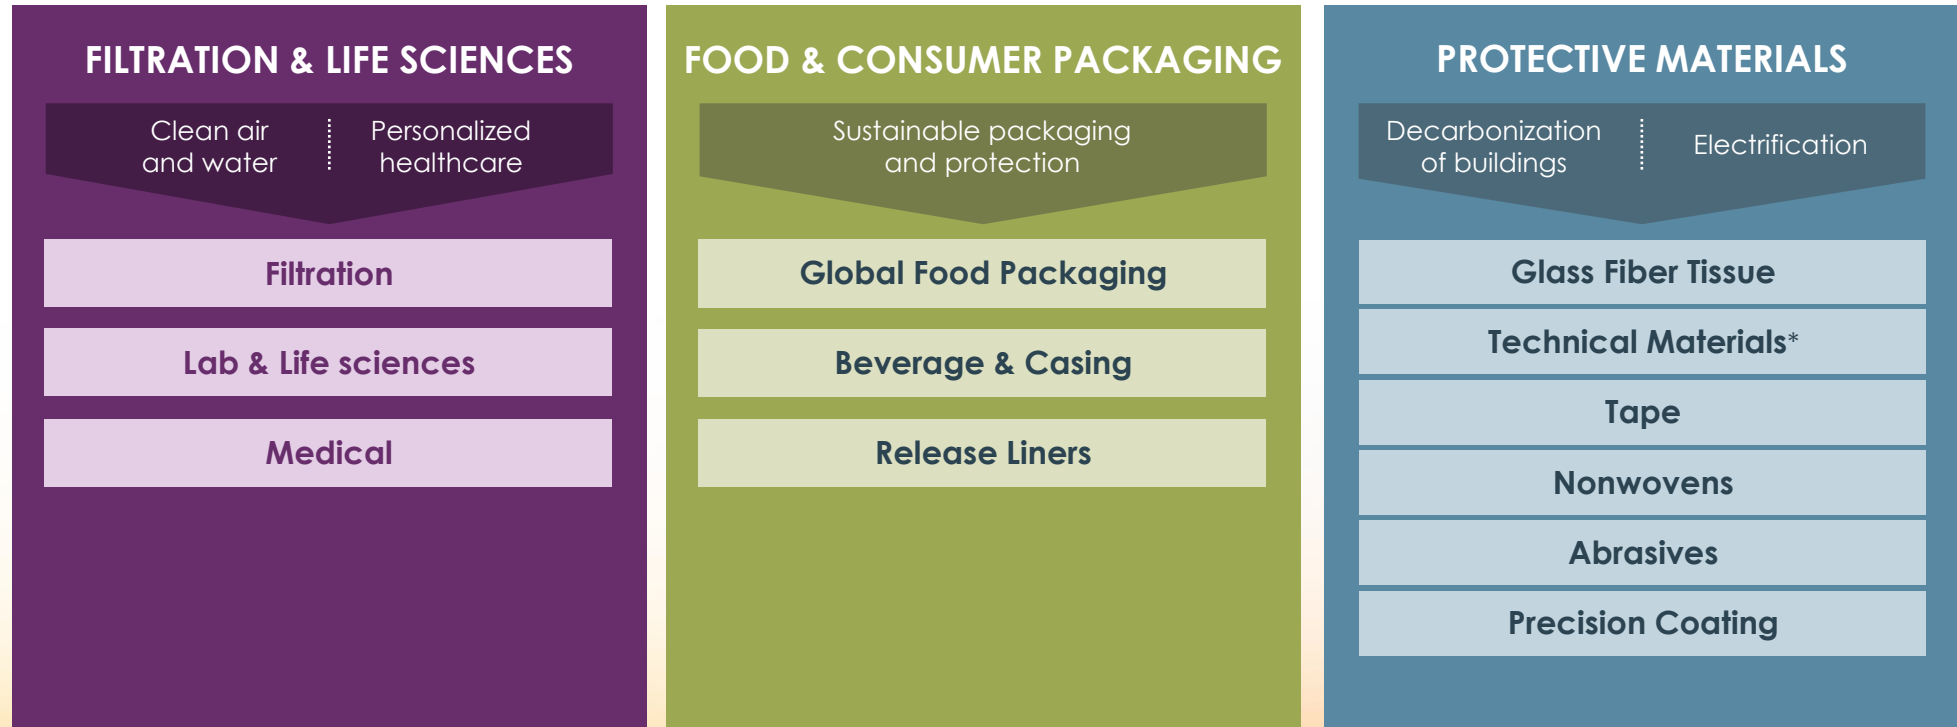 FILTRATION & LIFE SCIENCES
Clean air
and water
Personalized
healthcare
Filtration
Lab & Life sciences
Medical
FOOD & CONSUMER PACKAGING
Sustainable packaging
and protection
Global Food Packaging
Beverage & Casing
Release Liners
PROTECTIVE MATERIALS
Decarbonization
of buildings
Electrification
Glass Fiber Tissue
Technical Materials*
Tape
Nonwovens
Abrasives
Precision Coating